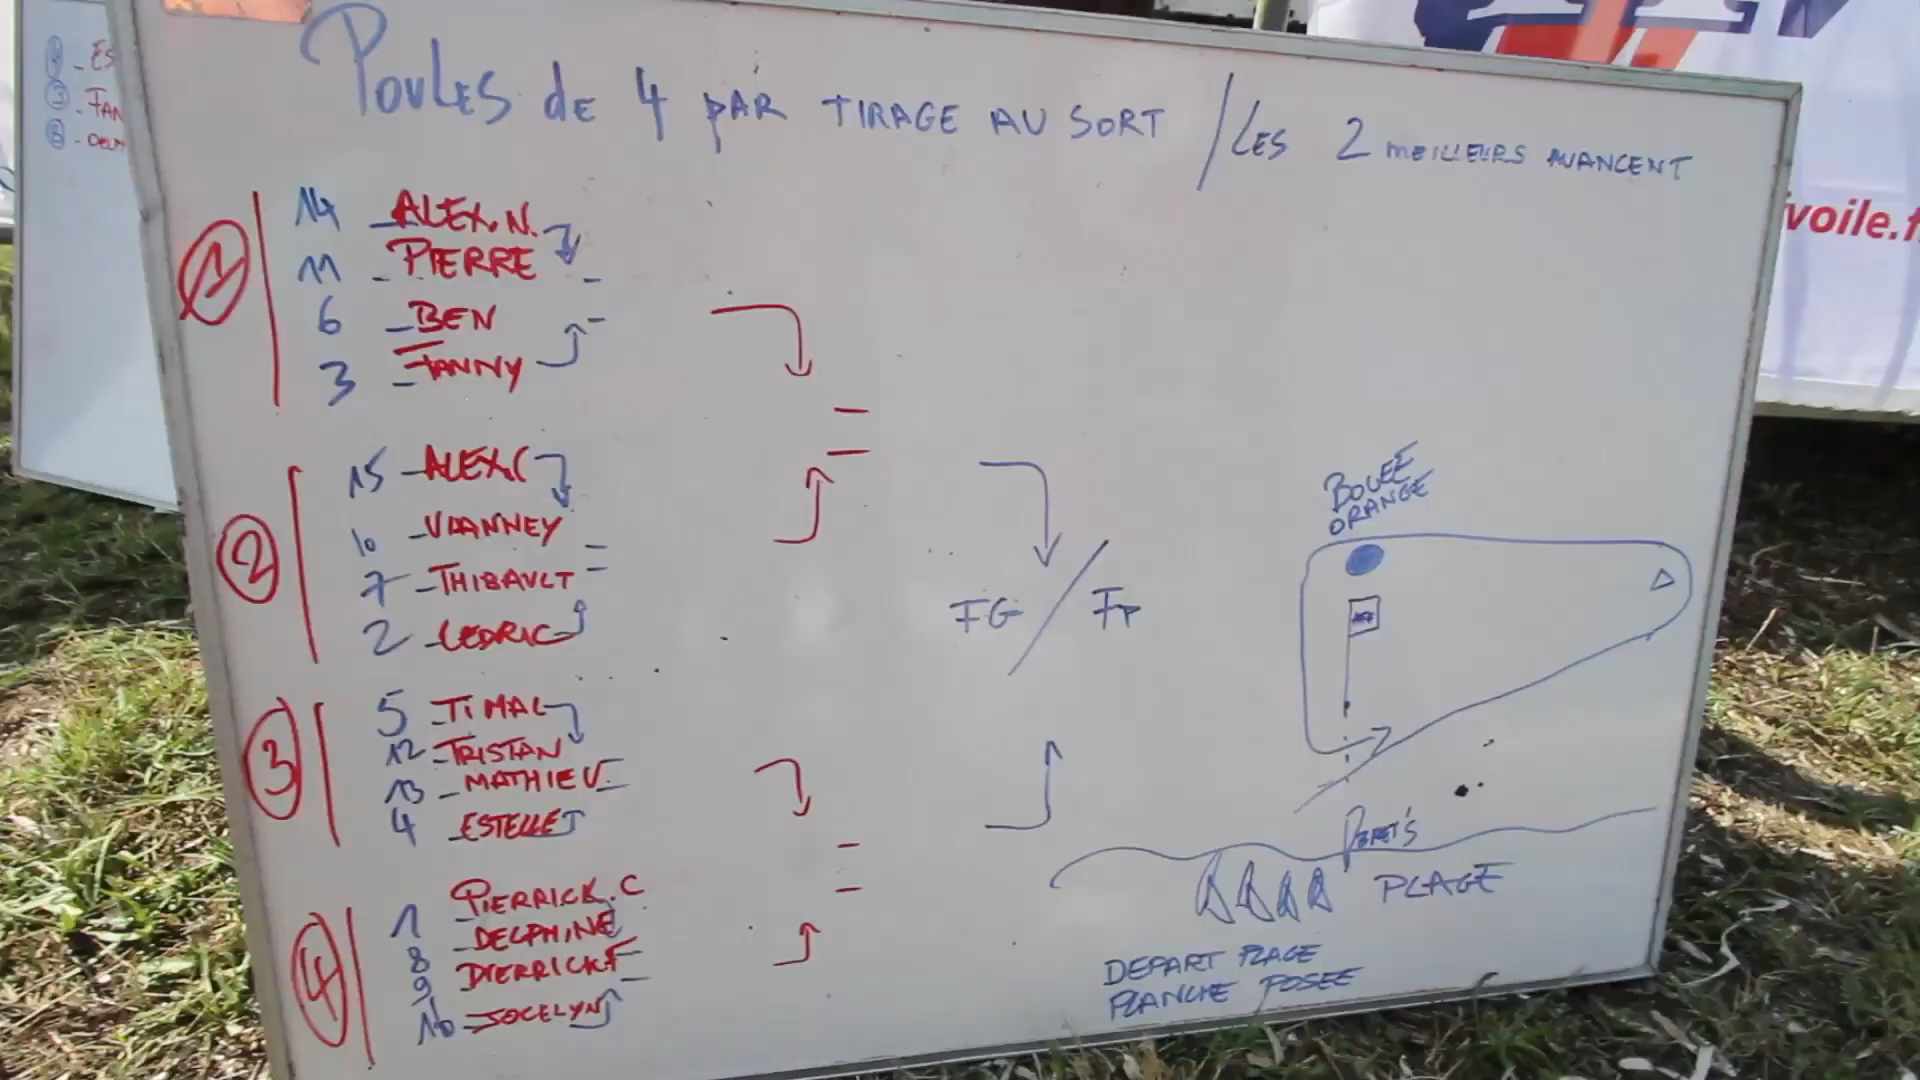 Poules de 4 par TIRAGE AU SORT / Les 2 meilleurs avancent
1
14 - ALEX.N.
11 - PIERRE
6 - BEN
3 - FANNY
2
15 - ALEX.C
10 - VIANNEY
7 - THIBAULT
2 - CEDRIC
3
5 - TIMAL
12 - TRISTAN
13 - MATHIEU
4 - ESTELLE
4
1 - PIERRICK.C
8 - DELPHINE
9 PIERRICK F
10 - JOCELYN
FG / FP
BOUEE
ORANGE
PLAGE
DEPART PLAGE
PLANCHE POSEE
voile.f